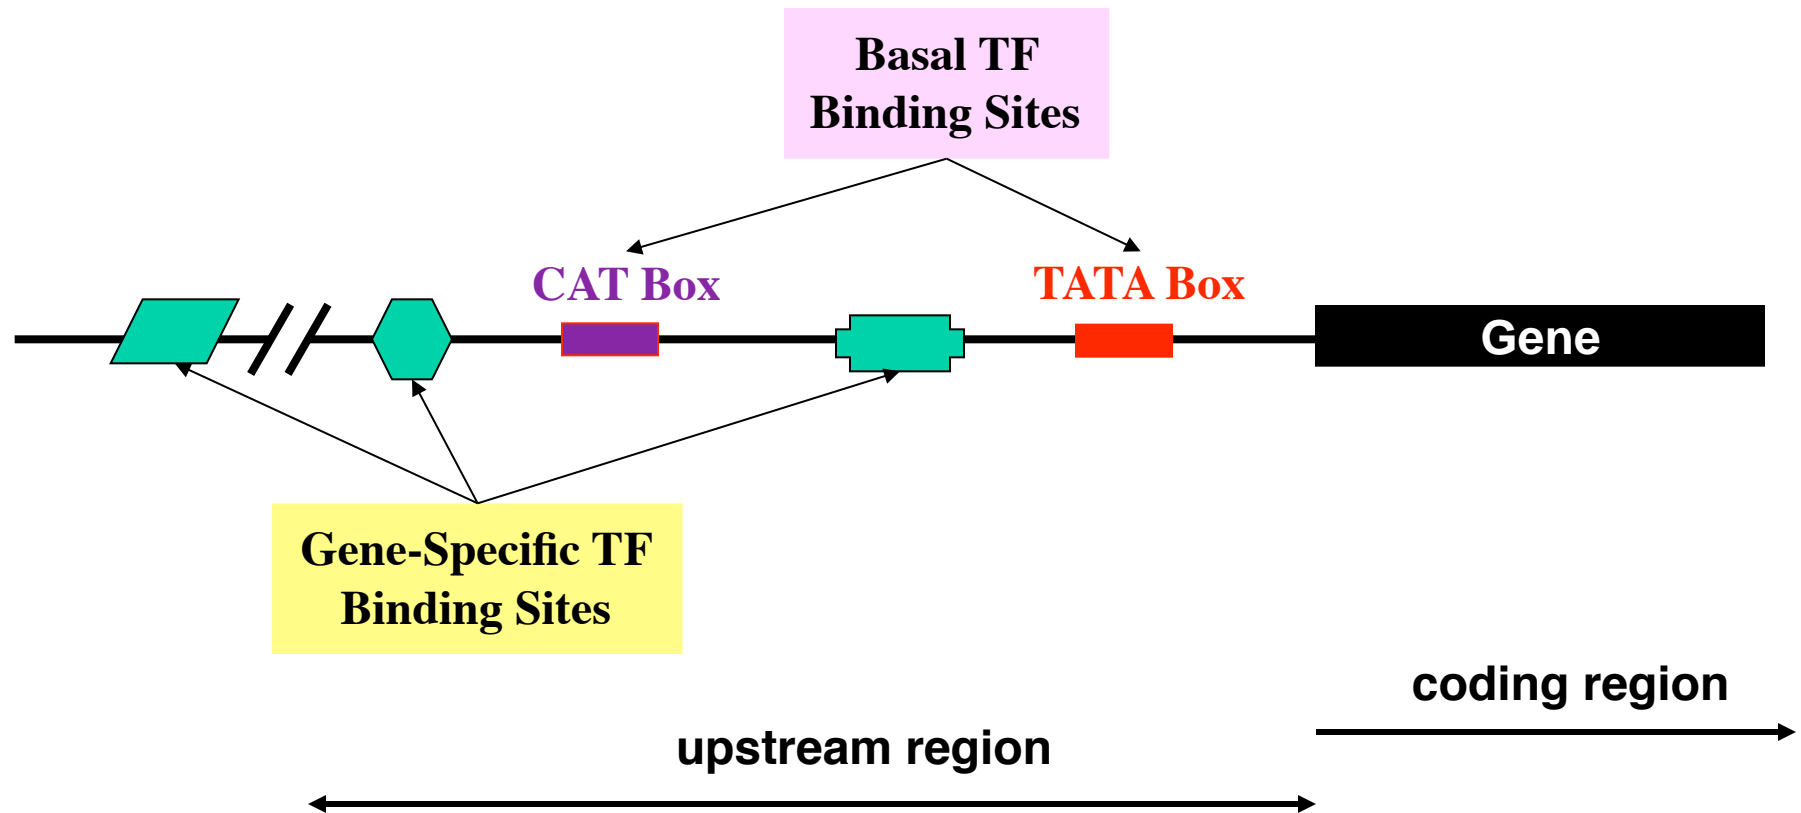 Basal TF
Binding Sites
CAT Box
TATA Box
Gene
Gene-Specific TF
Binding Sites
coding region
upstream region